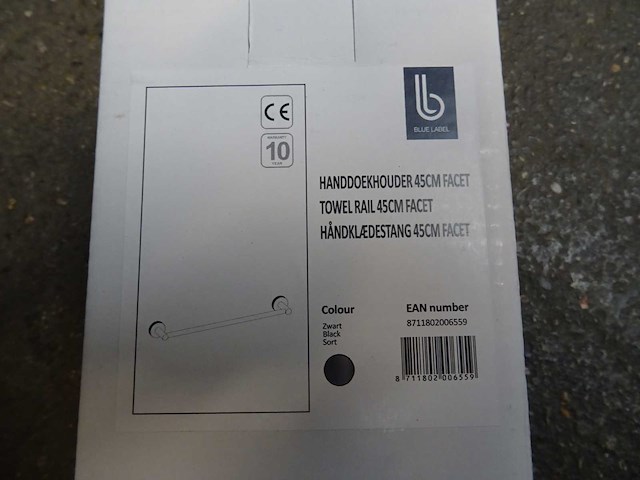 CE
WARRANTY
10
YEAR
b
BLUE LABEL
HANDDOEKHOUDER 45CM FACET
TOWEL RAIL 45CM FACET
HÅNDKLÆDESTANG 45CM FACET
Colour
Zwart
Black
Sort
EAN number
8711802006559
8 711802 006559